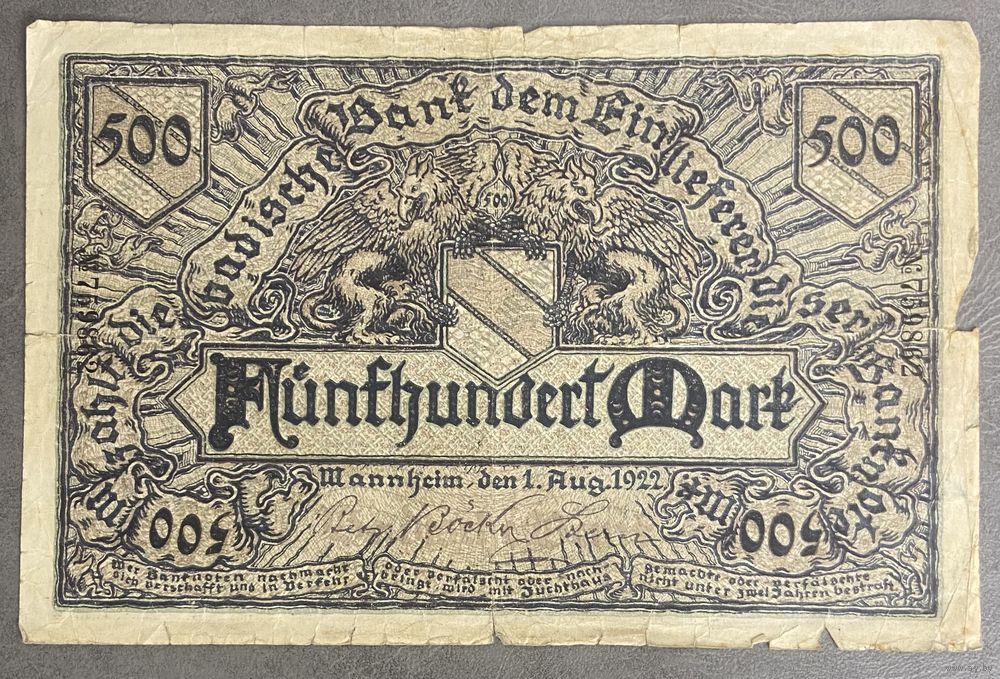 500
500
500
Mk zahlt die badische Bank dem Einlieferer dieser Banknote
Fünfhundert Mark
Mannheim, den 1. Aug. 1922
500
500 Mk
Wer Banknoten nachmacht
oder verfälscht oder nachge-
gemachte oder verfälschte
sich verschafft und in Verkehr
bringt, wird mit Zuchthaus
nicht unter zwei Jahren bestraft